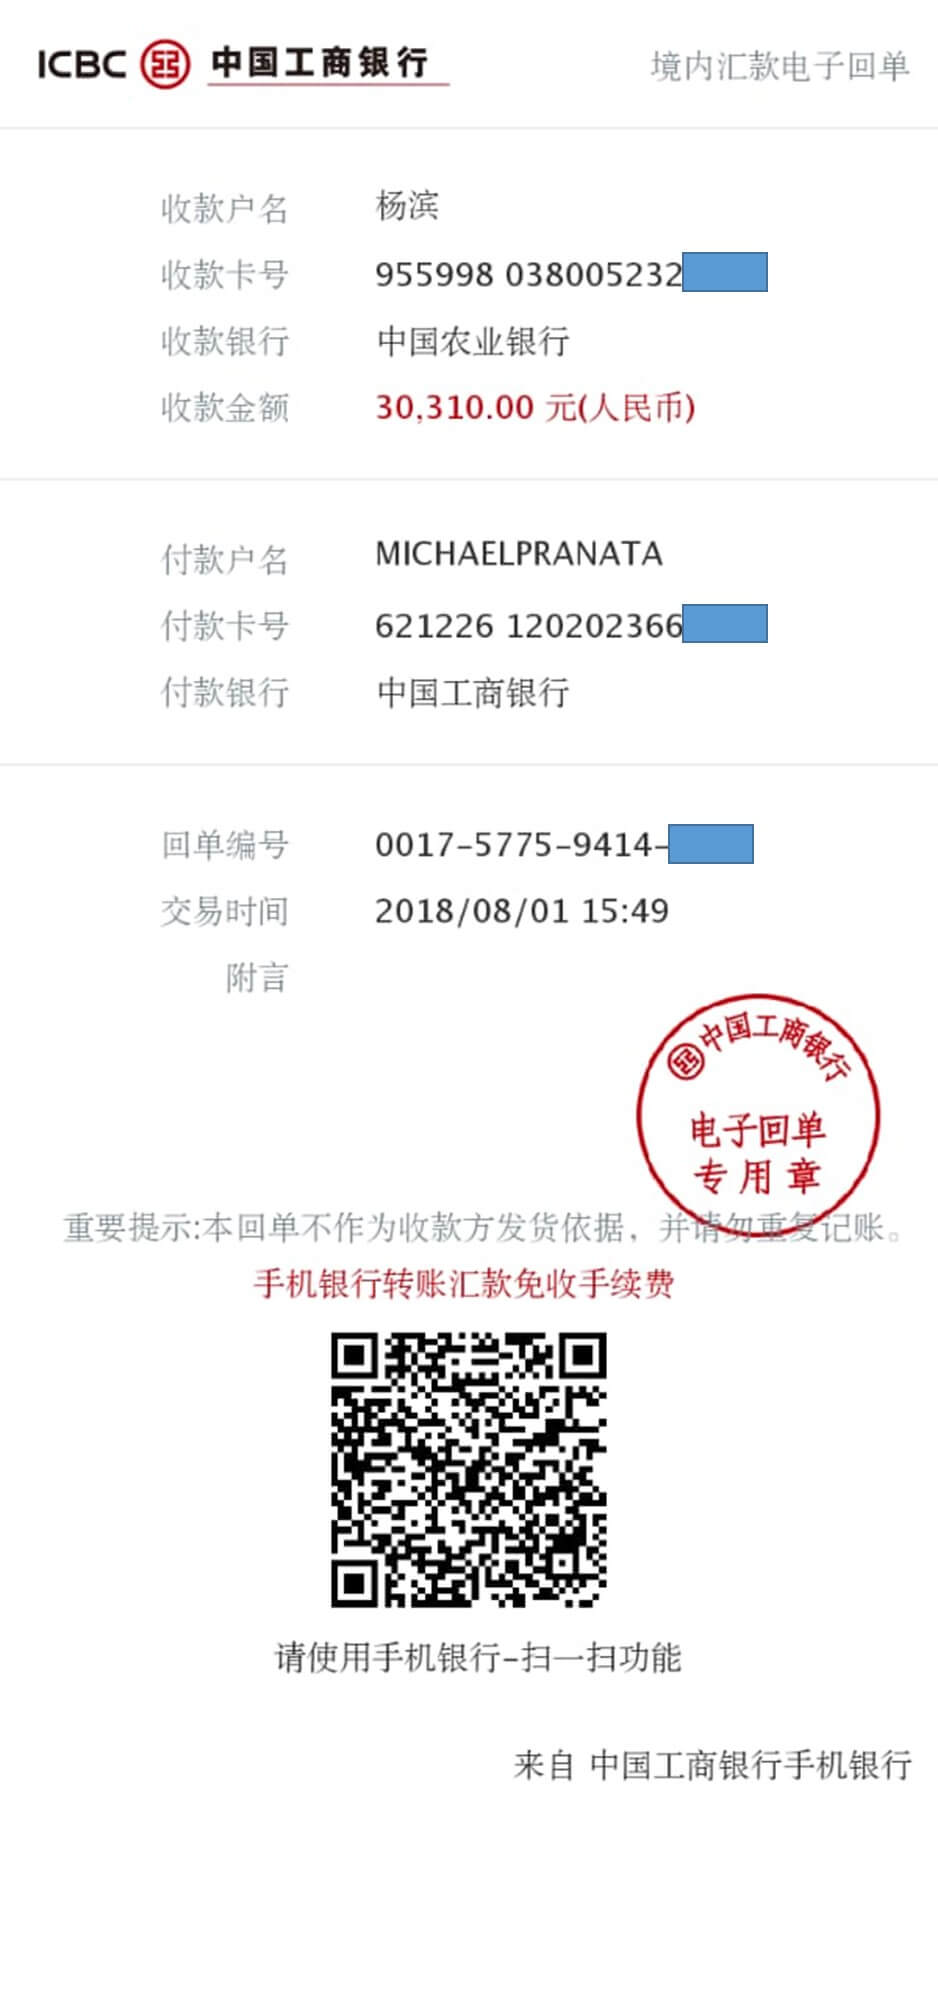 ICBC 中国工商银行 境内汇款电子回单
收款户名 杨滨
收款卡号 955998 038005232
收款银行 中国农业银行
收款金额 30,310.00 元(人民币)
付款户名 MICHAELPRANATA
付款卡号 621226 120202366
付款银行 中国工商银行
回单编号 0017-5775-9414-
交易时间 2018/08/01 15:49
附言
中国工商银行
电子回单
专用章
重要提示:本回单不作为收款方发货依据，并请勿重复记账。
手机银行转账汇款免收手续费
请使用手机银行-扫一扫功能
来自 中国工商银行手机银行